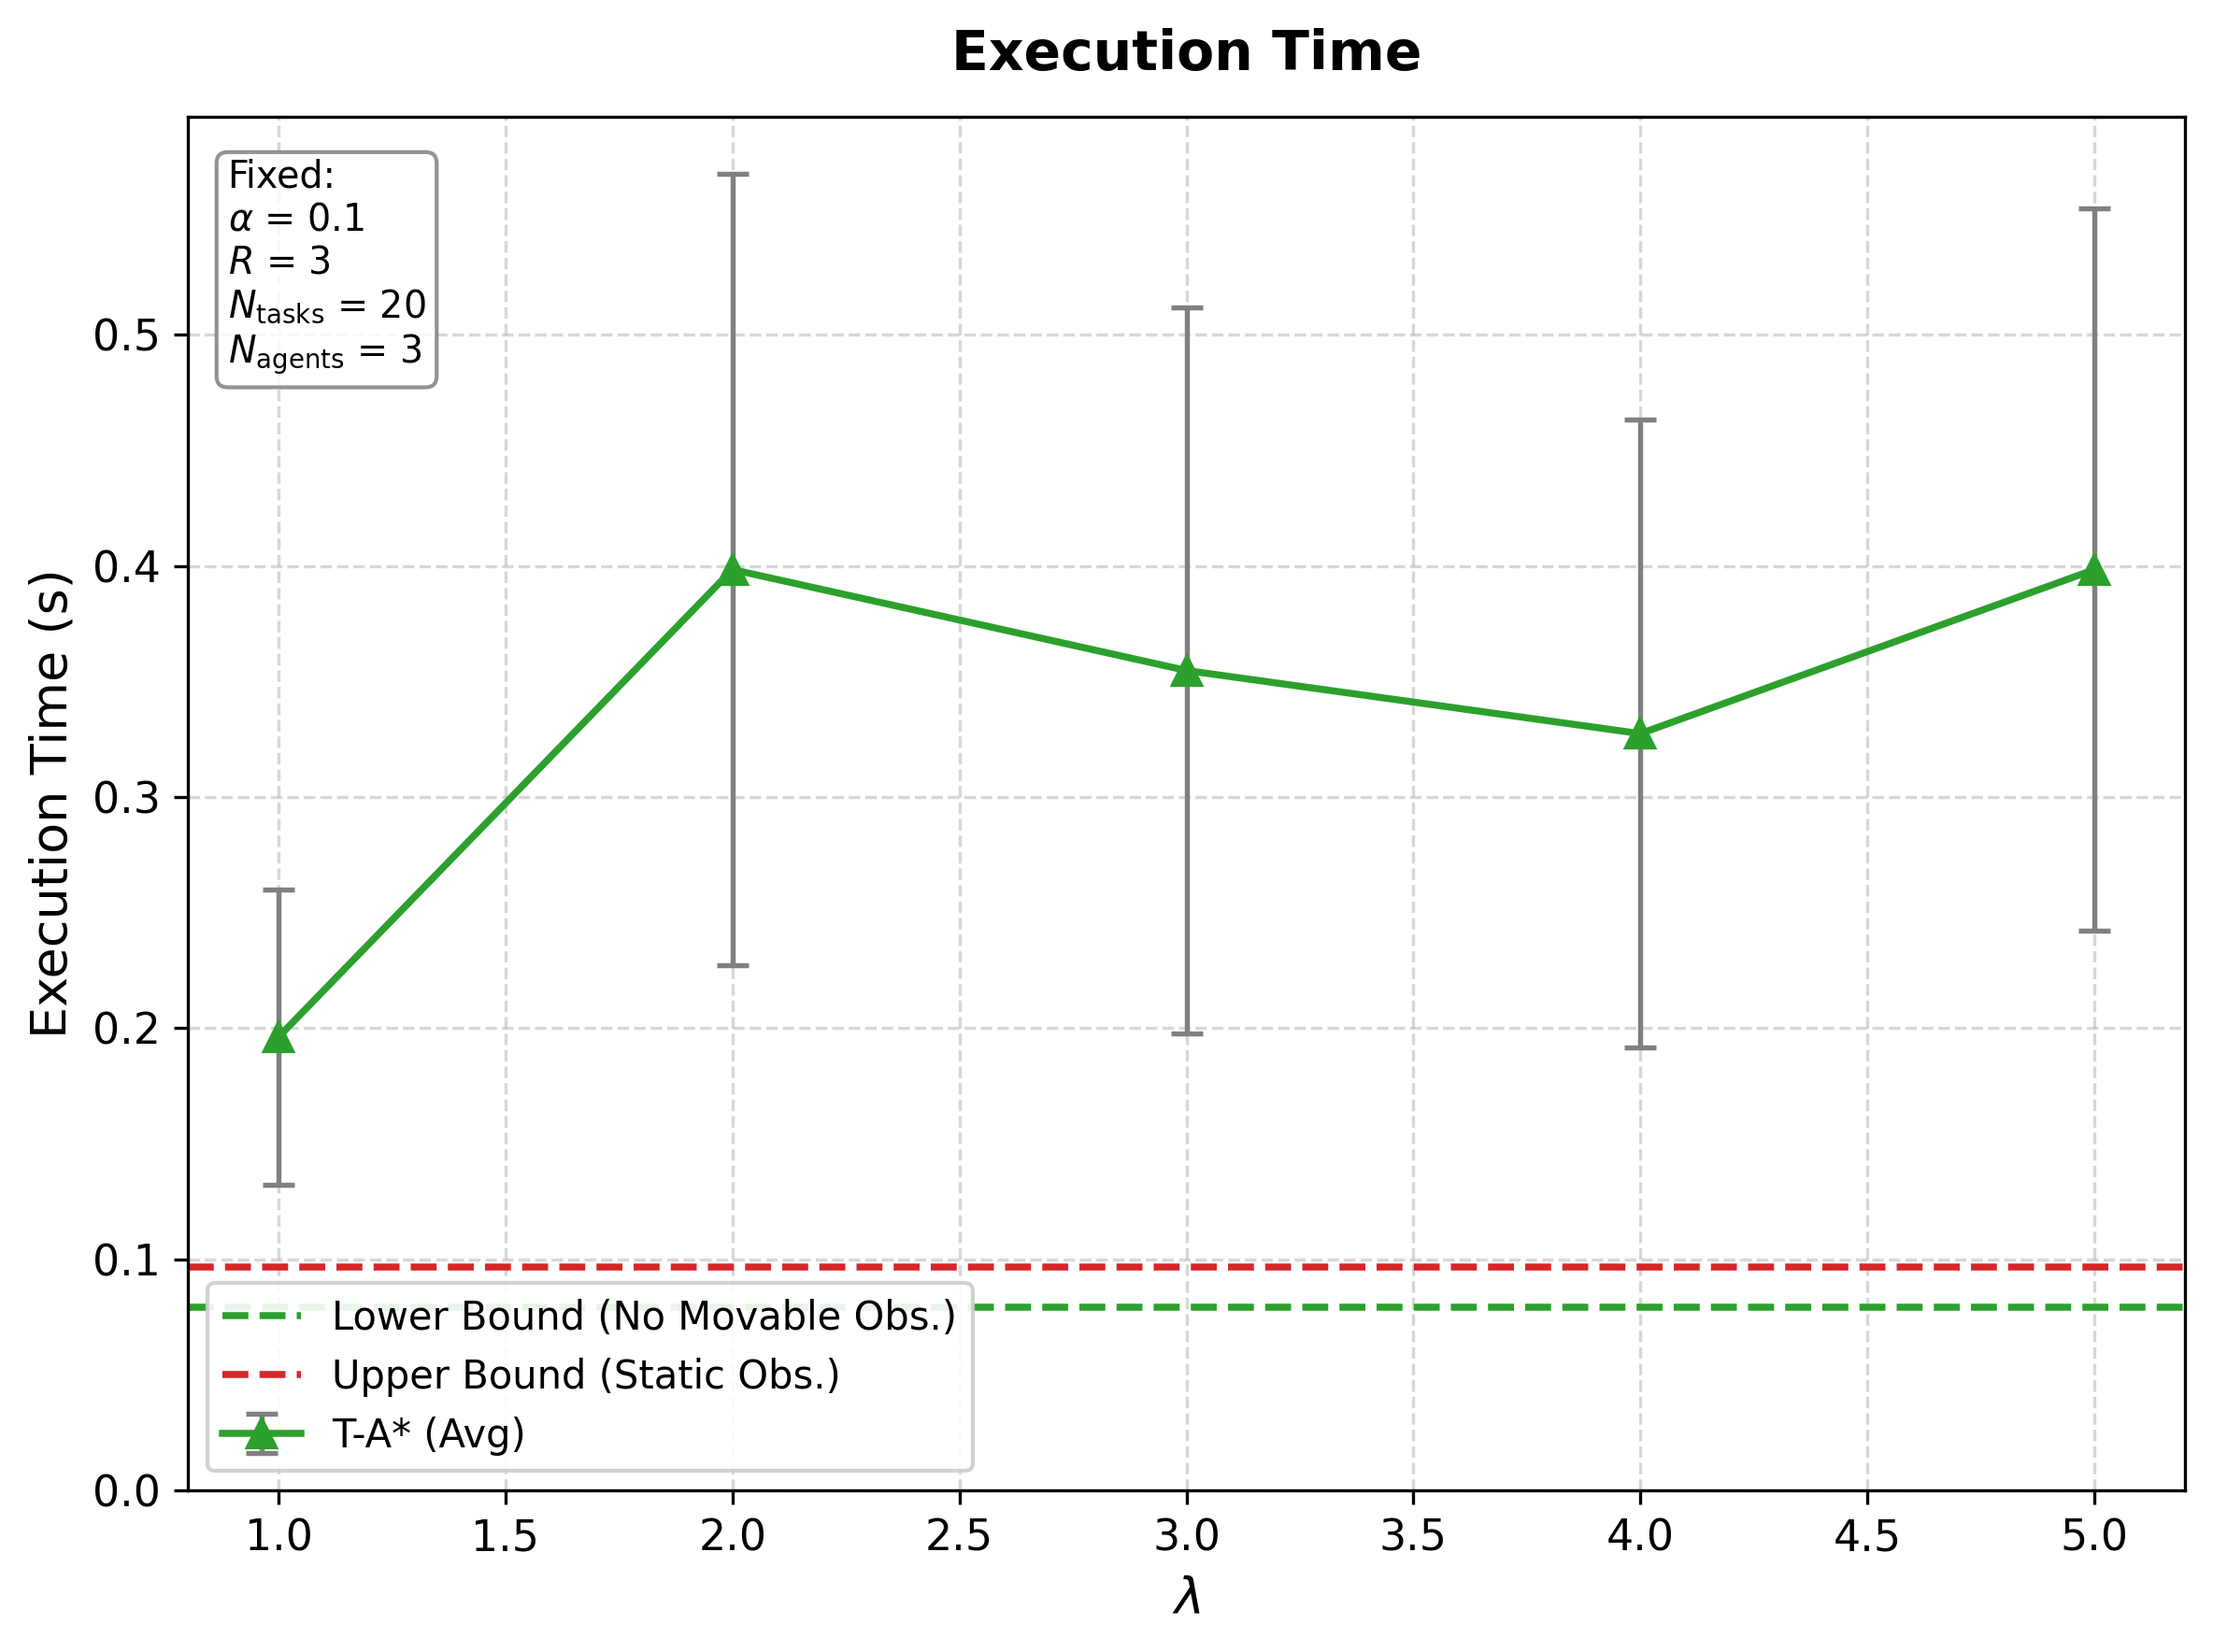 Execution Time
Fixed:
α = 0.1
R = 3
N_tasks = 20
N_agents = 3
Execution Time (s)
0.5
0.4
0.3
0.2
0.1
0.0
Lower Bound (No Movable Obs.)
Upper Bound (Static Obs.)
T-A* (Avg)
1.0 1.5 2.0 2.5 3.0 3.5 4.0 4.5 5.0
λ